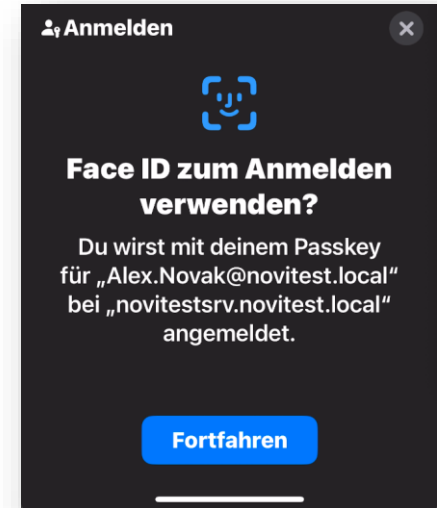 Anmelden
Face ID zum Anmelden
verwenden?
Du wirst mit deinem Passkey
für „Alex.Novak@novitest.local“
bei „novitestsrv.novitest.local“
angemeldet.
Fortfahren